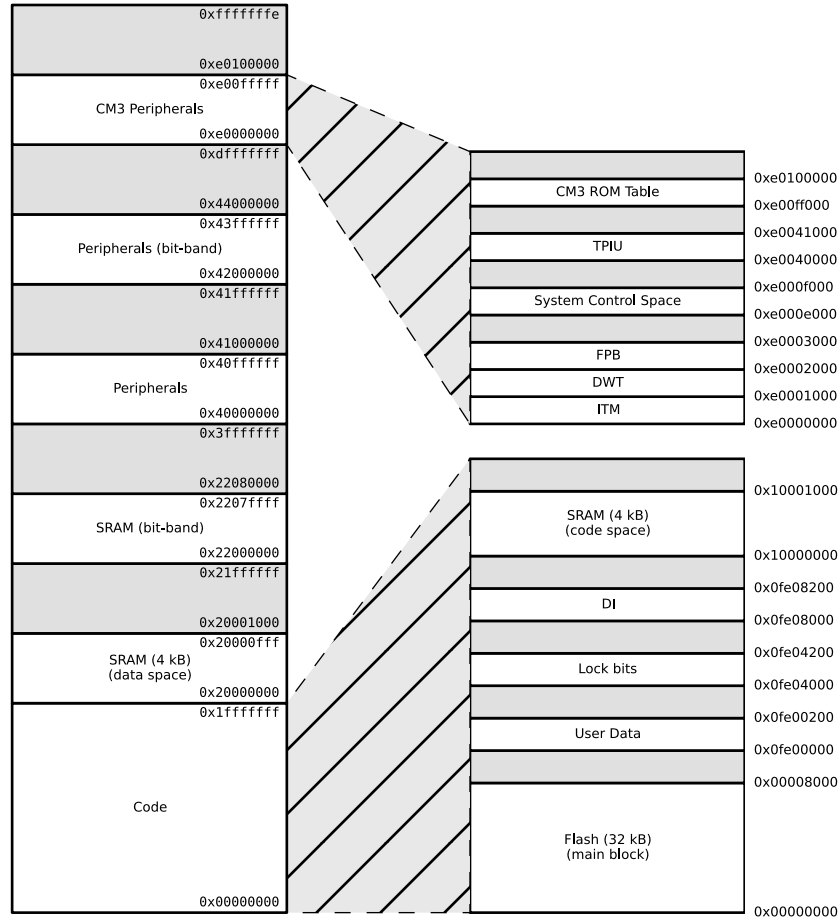 0xfffffffe
0xe0100000
0xe00fffff
CM3 Peripherals
0xe0000000
0xdfffffff
0x44000000
0x43ffffff
Peripherals (bit-band)
0x42000000
0x41ffffff
0x41000000
0x40ffffff
Peripherals
0x40000000
0x3fffffff
0x22080000
0x2207ffff
SRAM (bit-band)
0x22000000
0x21ffffff
0x20001000
0x20000fff
SRAM (4 kB)
(data space)
0x20000000
0x1fffffff
Code
0x00000000
0xe0100000
CM3 ROM Table
0xe00ff000
0xe0041000
TPIU
0xe0040000
0xe000f000
System Control Space
0xe000e000
0xe0003000
FPB
0xe0002000
DWT
0xe0001000
ITM
0xe0000000
0x10001000
SRAM (4 kB)
(code space)
0x10000000
0x0fe08200
DI
0x0fe08000
0x0fe04200
Lock bits
0x0fe04000
0x0fe00200
User Data
0x0fe00000
0x00008000
Flash (32 kB)
(main block)
0x00000000